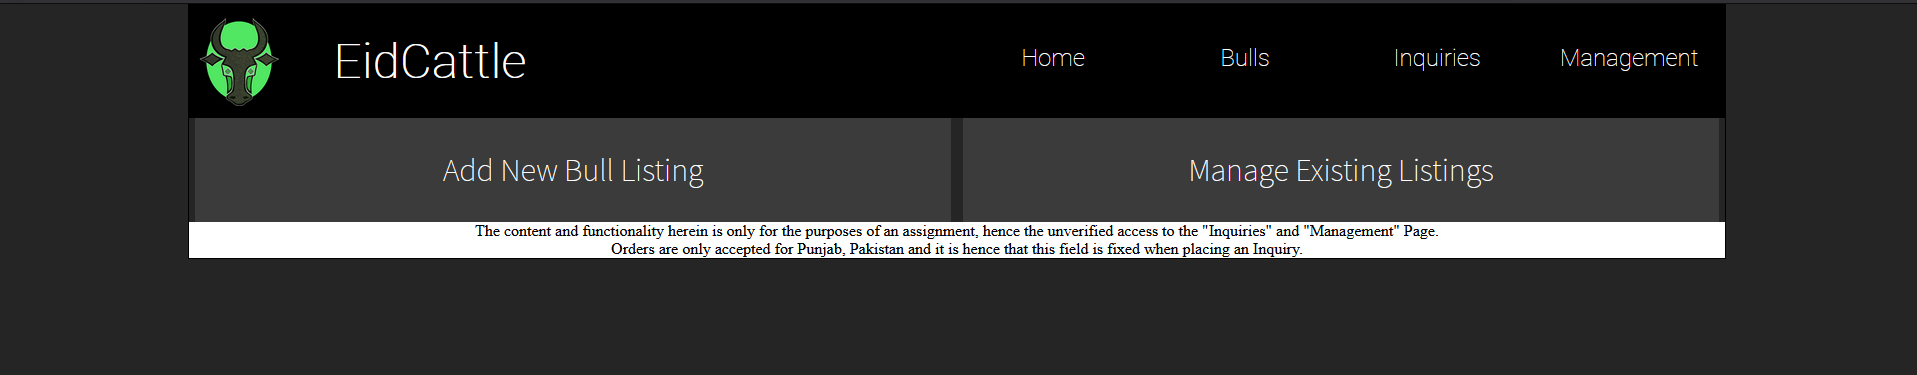 EidCattle
Home
Bulls
Inquiries
Management
Add New Bull Listing
Manage Existing Listings
The content and functionality herein is only for the purposes of an assignment, hence the unverified access to the "Inquiries" and "Management" Page.
Orders are only accepted for Punjab, Pakistan and it is hence that this field is fixed when placing an Inquiry.